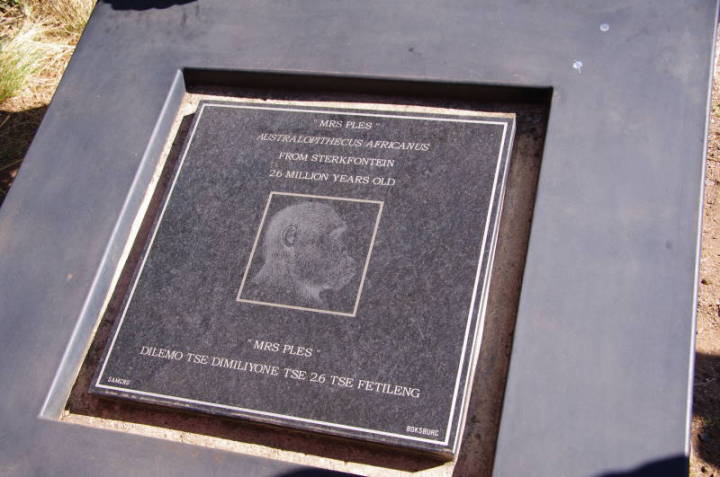 "MRS PLES"
AUSTRALOPITHECUS AFRICANUS
FROM STERKFONTEIN
2.6 MILLION YEARS OLD
"MRS PLES"
DILEMO TSE DIMILIYONE TSE 2.6 TSE FETILENG
BOKSBURG